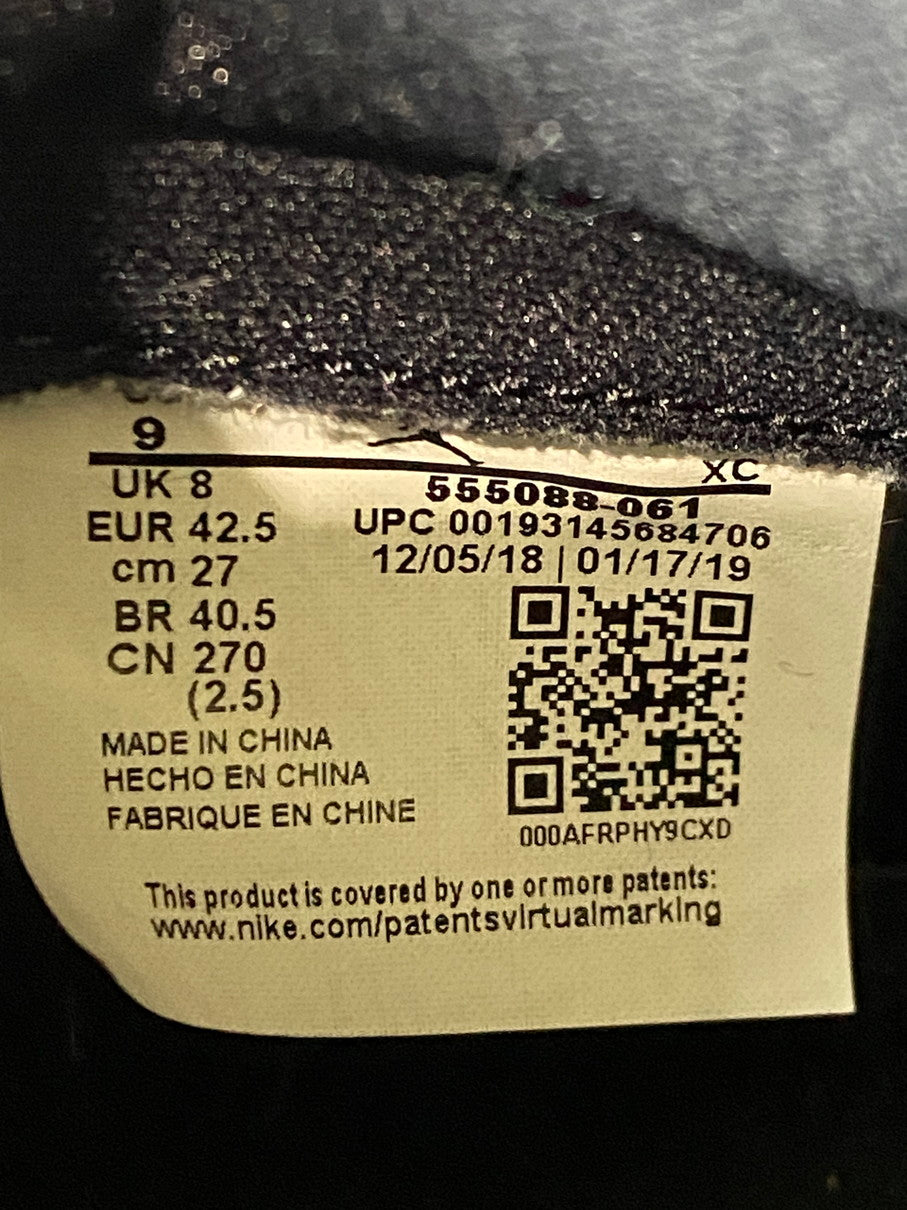 9
XC
UK 8
555088-061
EUR 42.5
UPC 00193145684706
cm 27
12/05/18 | 01/17/19
BR 40.5
CN 270
(2.5)
MADE IN CHINA
HECHO EN CHINA
FABRIQUE EN CHINE
000AFRPHY9CXD
This product is covered by one or more patents:
www.nike.com/patentsvirtualmarking